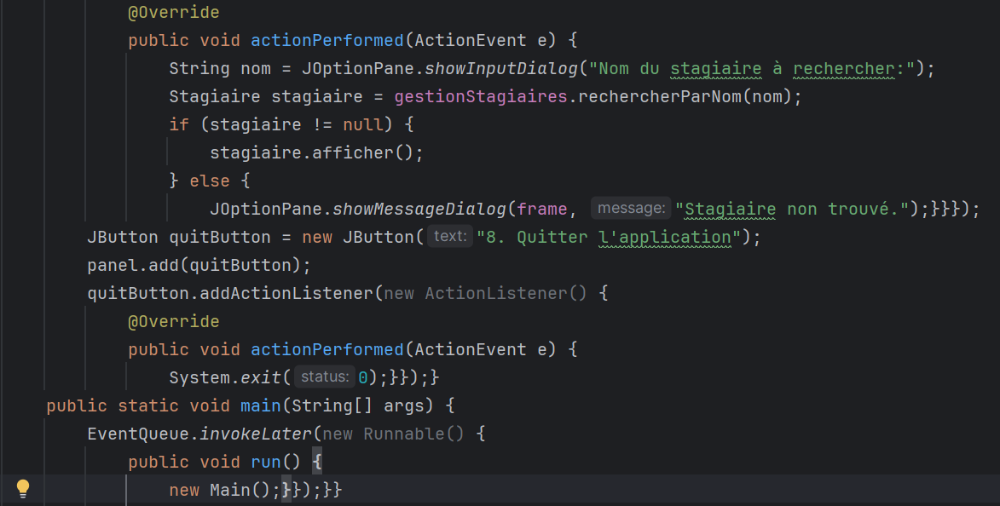 @Override
public void actionPerformed(ActionEvent e) {
String nom = JOptionPane.showInputDialog("Nom du stagiaire à rechercher:");
Stagiaire stagiaire = gestionStagiaires.rechercherParNom(nom);
if (stagiaire != null) {
stagiaire.afficher();
} else {
JOptionPane.showMessageDialog(frame, message: "Stagiaire non trouvé.");}}});
JButton quitButton = new JButton( text: "8. Quitter l'application");
panel.add(quitButton);
quitButton.addActionListener(new ActionListener() {
@Override
public void actionPerformed(ActionEvent e) {
System.exit( status: 0);}});}
public static void main(String[] args) {
EventQueue.invokeLater(new Runnable() {
public void run() {
new Main();}});}}